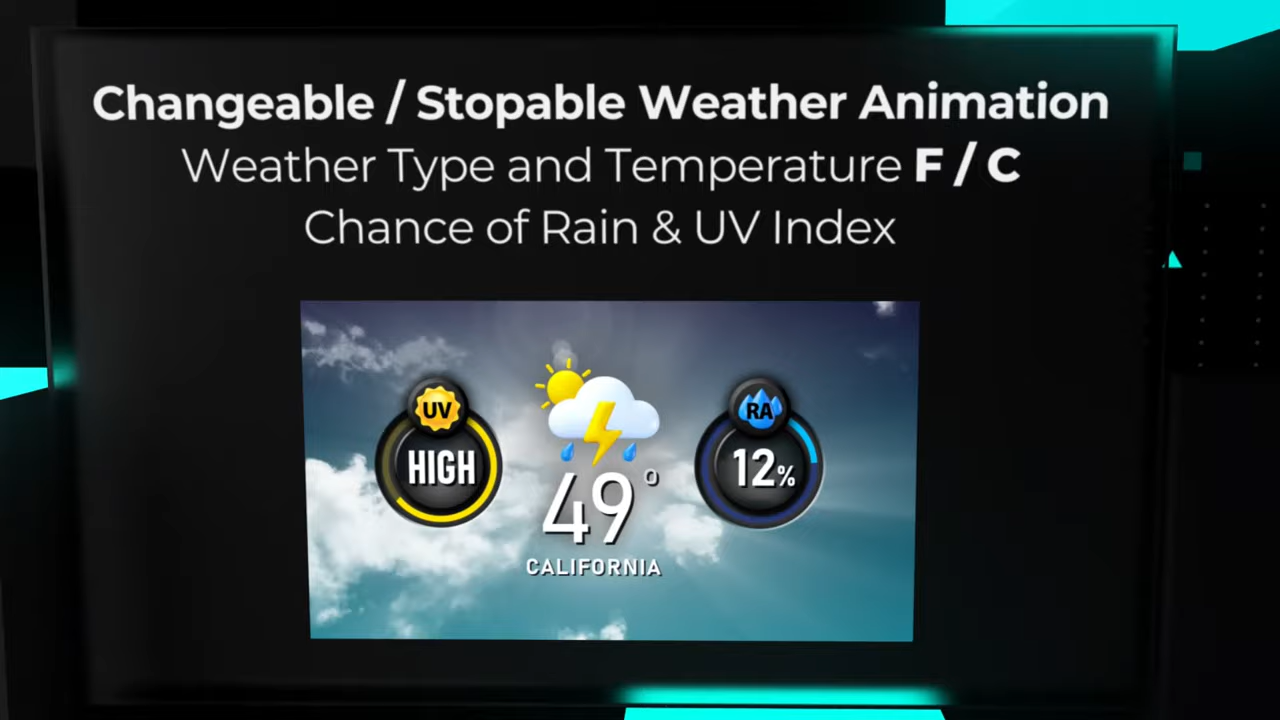 Changeable / Stopable Weather Animation
Weather Type and Temperature F / C
Chance of Rain & UV Index
UV
HIGH
49°
CALIFORNIA
RA
12%